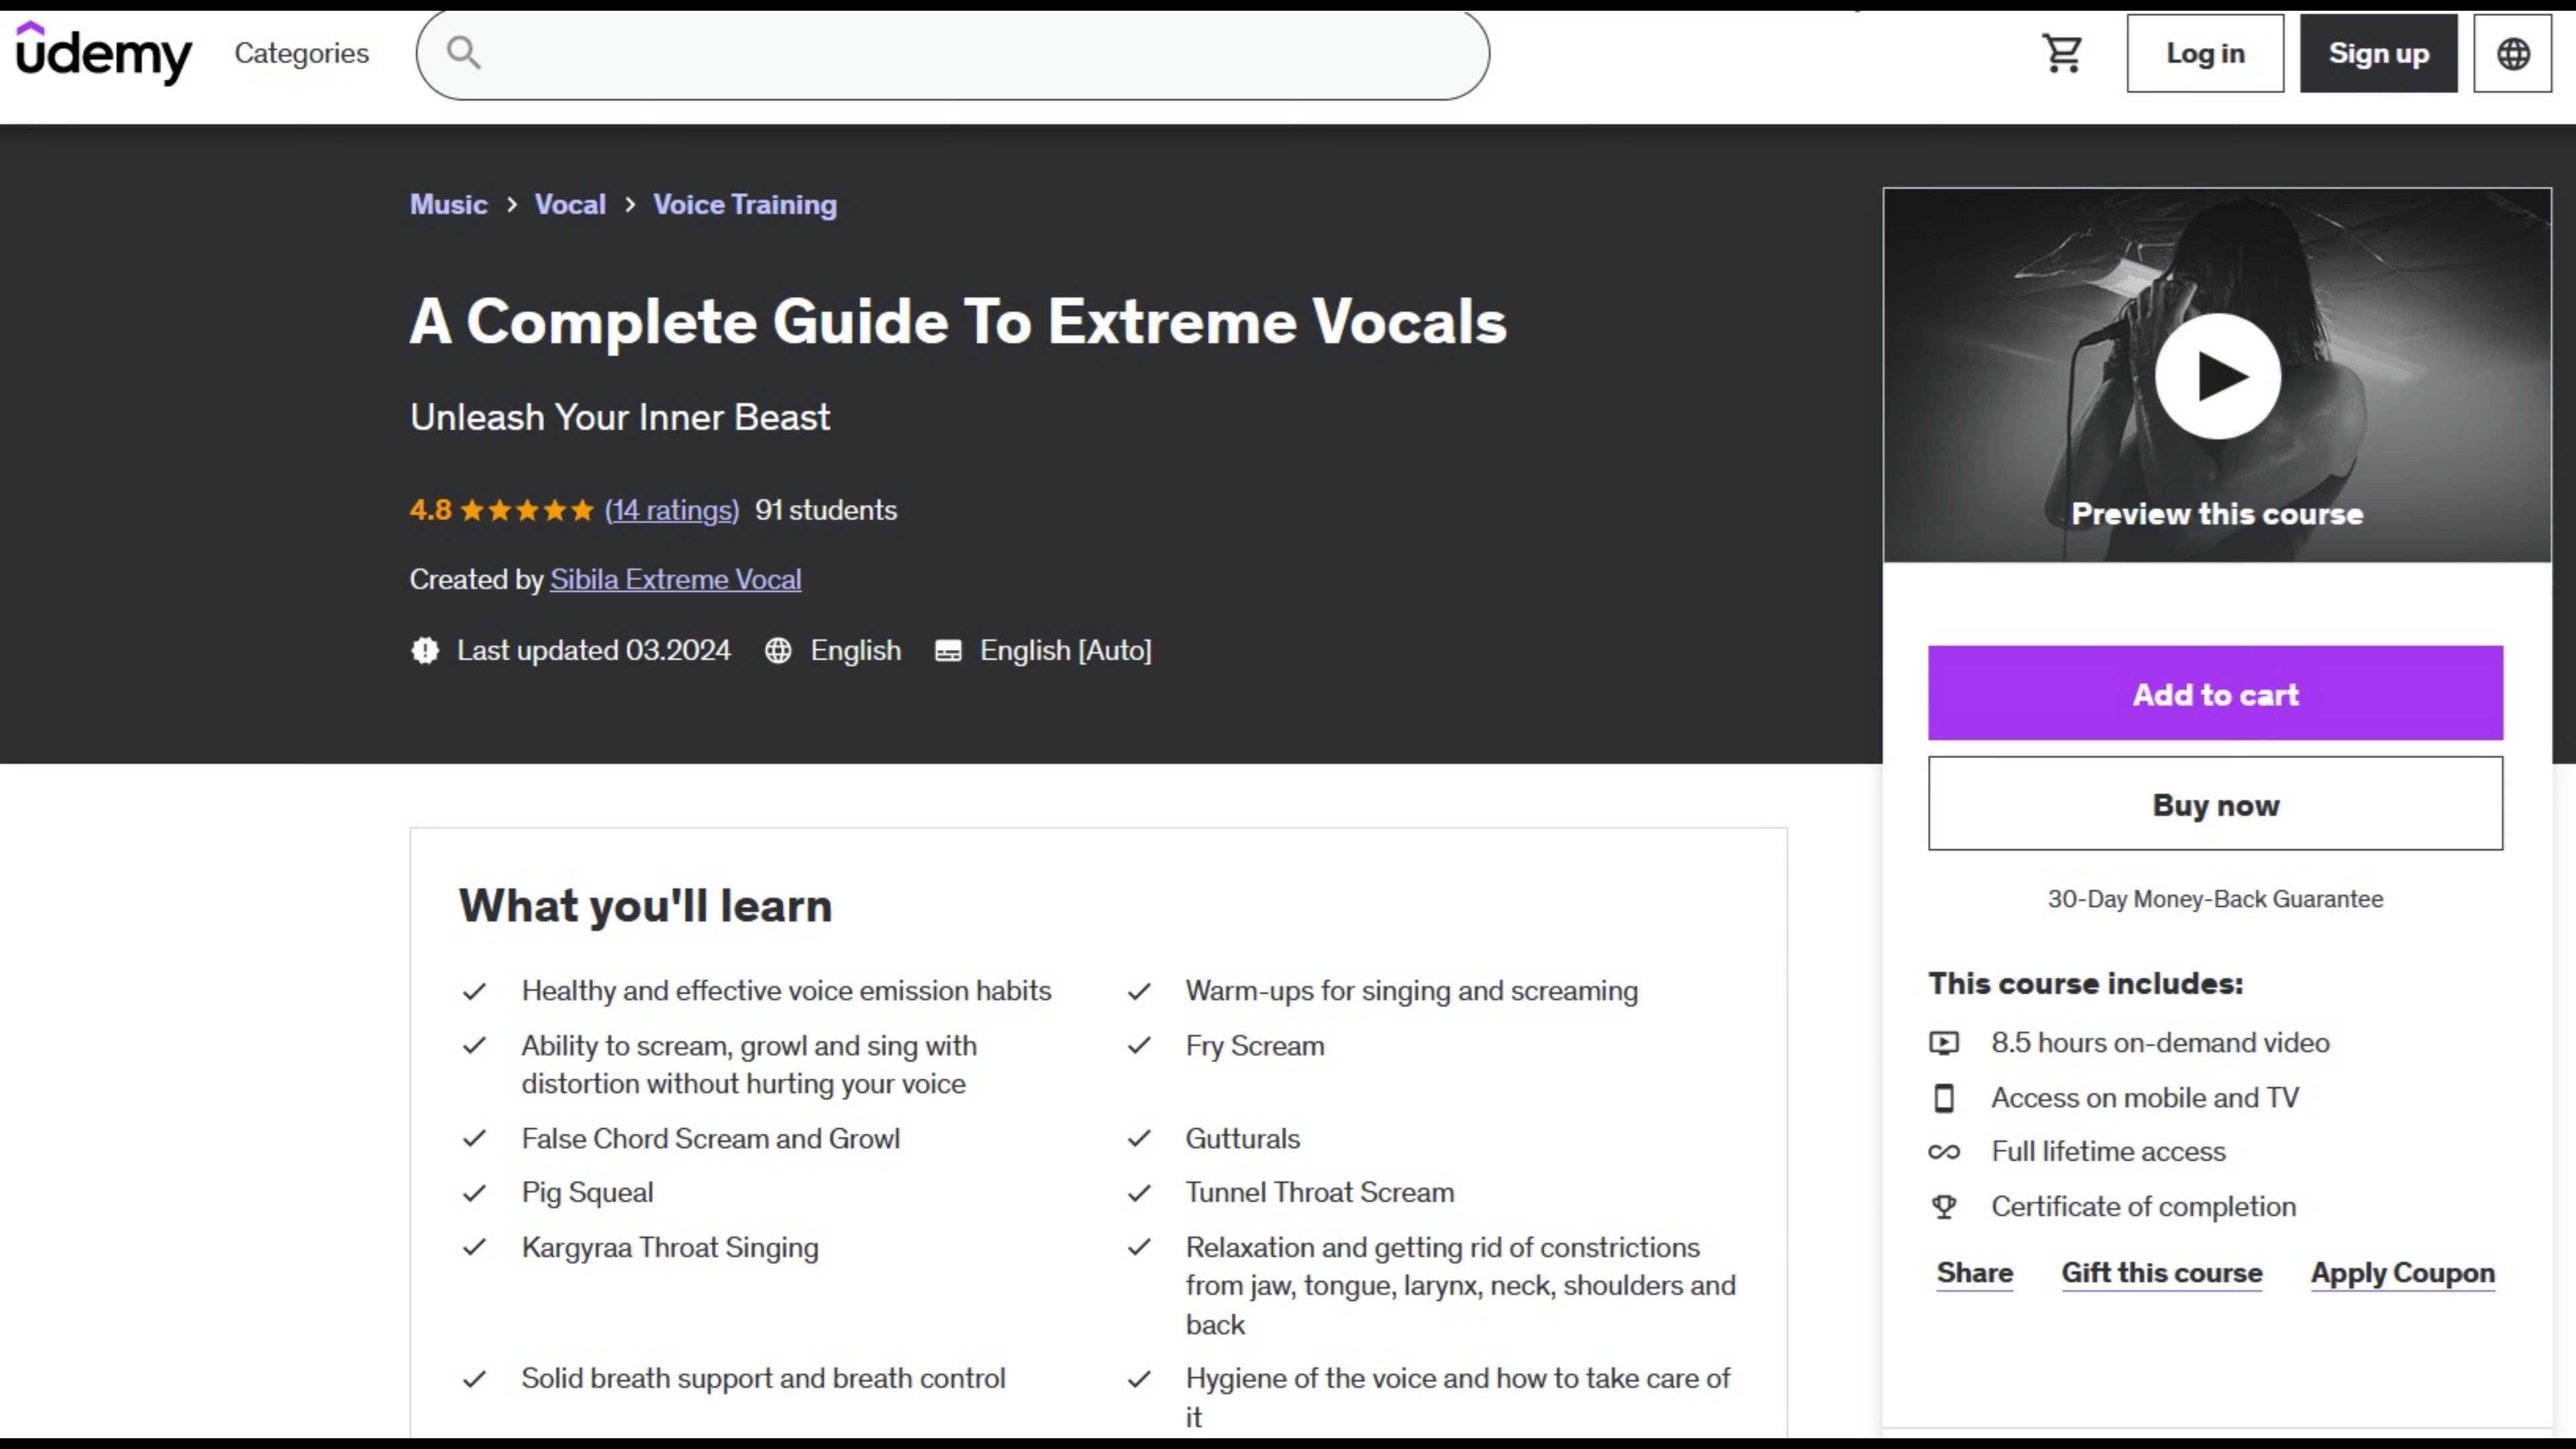 udemy
Categories
Log in
Sign up
Music > Vocal > Voice Training
A Complete Guide To Extreme Vocals
Unleash Your Inner Beast
4.8 ★★★★★ (14 ratings) 91 students
Created by Sibila Extreme Vocal
Last updated 03.2024 English English [Auto]
Preview this course
Add to cart
Buy now
30-Day Money-Back Guarantee
This course includes:
8.5 hours on-demand video
Access on mobile and TV
Full lifetime access
Certificate of completion
Share Gift this course Apply Coupon
What you'll learn
Healthy and effective voice emission habits
Warm-ups for singing and screaming
Ability to scream, growl and sing with
distortion without hurting your voice
Fry Scream
False Chord Scream and Growl
Gutturals
Pig Squeal
Tunnel Throat Scream
Kargyraa Throat Singing
Relaxation and getting rid of constrictions
from jaw, tongue, larynx, neck, shoulders and
back
Solid breath support and breath control
Hygiene of the voice and how to take care of
it